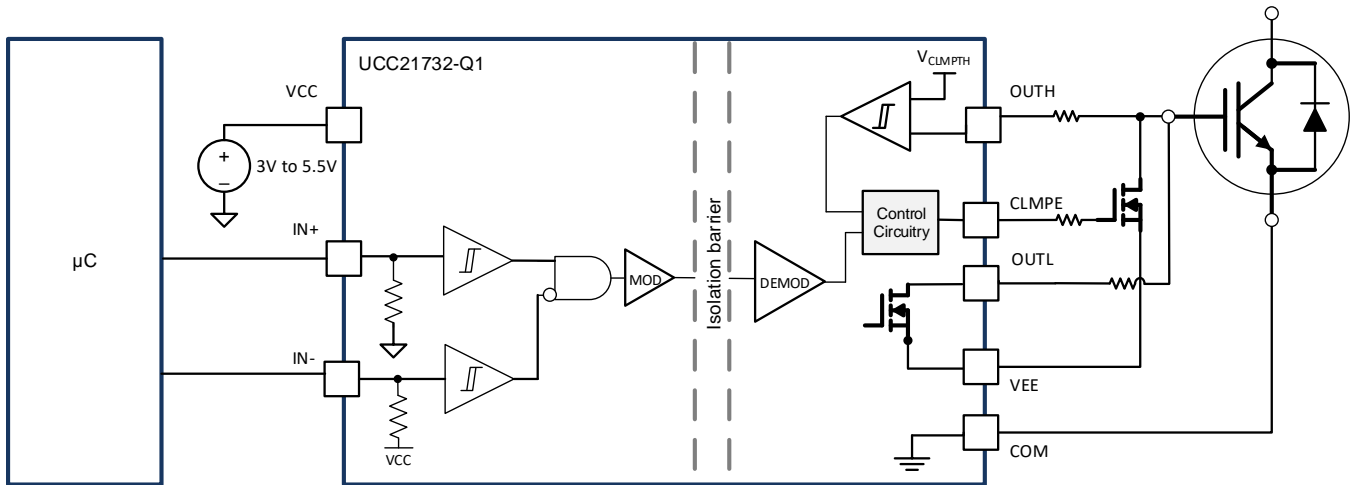 UCC21732-Q1
µC
VCC
+
−
3V to 5.5V
IN+
IN-
VCC
MOD
Isolation barrier
DEMOD
VCLMPTH
Control
Circuitry
OUTH
CLMPE
OUTL
VEE
COM